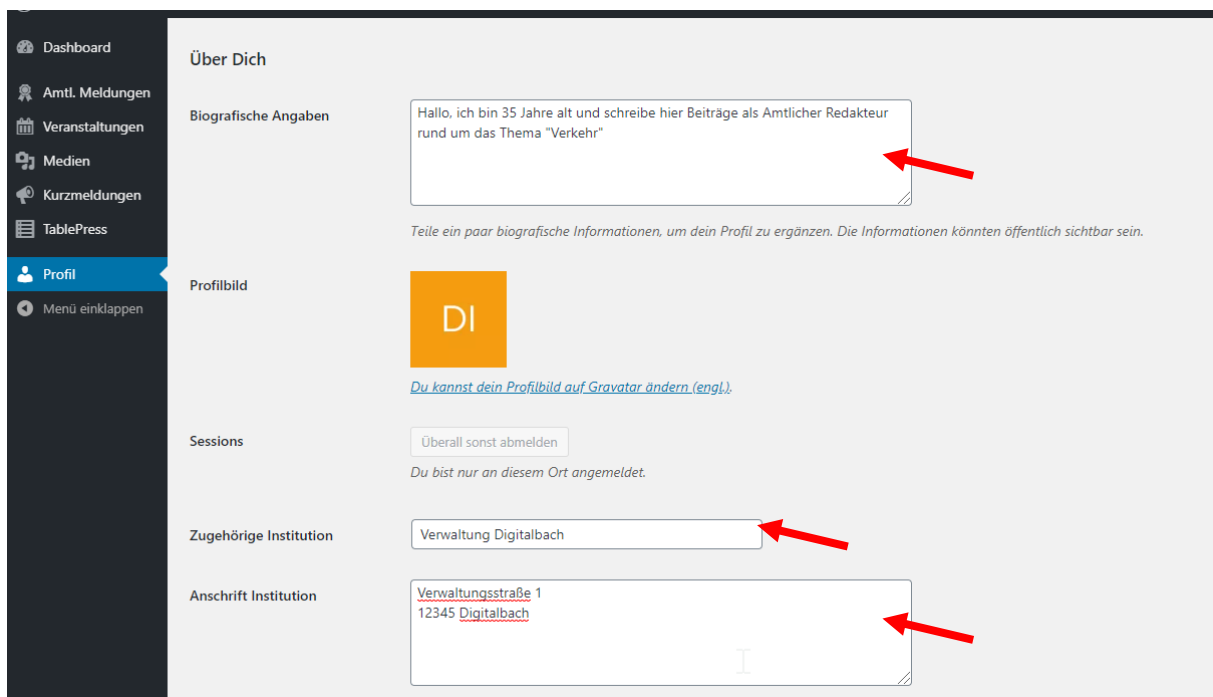 Dashboard
Amtl. Meldungen
Veranstaltungen
Medien
Kurzmeldungen
TablePress
Profil
Menü einklappen
Über Dich
Biografische Angaben
Hallo, ich bin 35 Jahre alt und schreibe hier Beiträge als Amtlicher Redakteur
rund um das Thema "Verkehr"
Teile ein paar biografische Informationen, um dein Profil zu ergänzen. Die Informationen könnten öffentlich sichtbar sein.
Profilbild
DI
Du kannst dein Profilbild auf Gravatar ändern (engl.).
Sessions
Überall sonst abmelden
Du bist nur an diesem Ort angemeldet.
Zugehörige Institution
Verwaltung Digitalbach
Anschrift Institution
Verwaltungsstraße 1
12345 Digitalbach